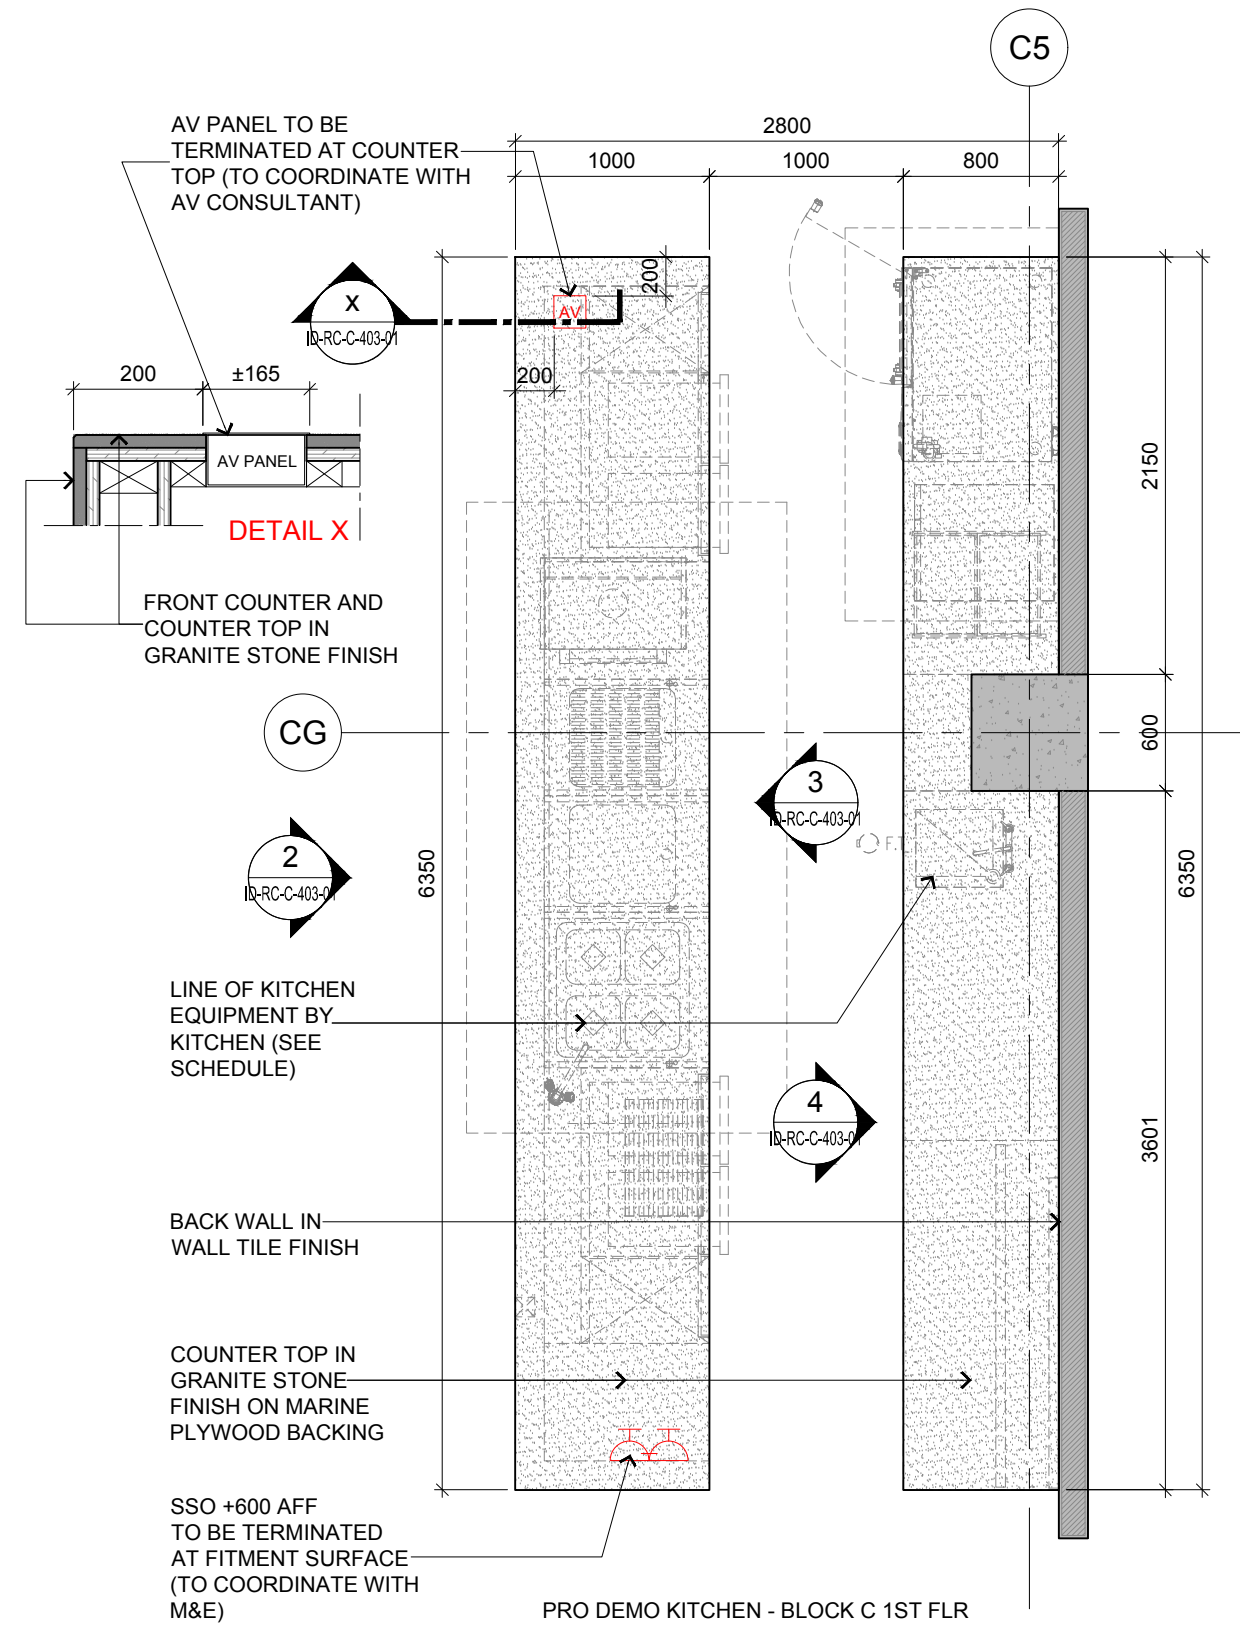 C5
AV PANEL TO BE
TERMINATED AT COUNTER
TOP (TO COORDINATE WITH
AV CONSULTANT)
2800
1000
1000
800
200
X
ID-RC-C-403-01
AV
200
200
±165
AV PANEL
DETAIL X
2150
FRONT COUNTER AND
COUNTER TOP IN
GRANITE STONE FINISH
CG
600
3
ID-RC-C-403-01
2
ID-RC-C-403-01
6350
F.T
6350
LINE OF KITCHEN
EQUIPMENT BY
KITCHEN (SEE
SCHEDULE)
4
ID-RC-C-403-01
3601
BACK WALL IN
WALL TILE FINISH
COUNTER TOP IN
GRANITE STONE
FINISH ON MARINE
PLYWOOD BACKING
SSO +600 AFF
TO BE TERMINATED
AT FITMENT SURFACE
(TO COORDINATE WITH
M&E)
PRO DEMO KITCHEN - BLOCK C 1ST FLR